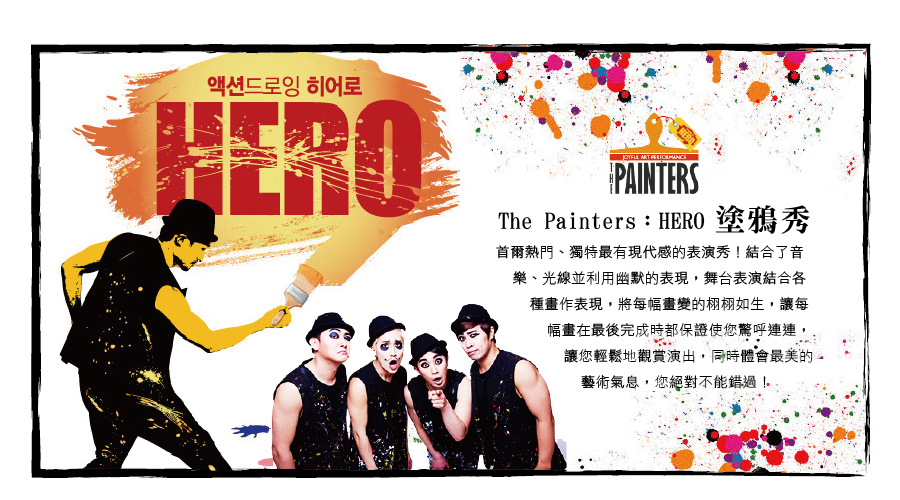 액션드로잉 히어로
HERO
HERO
JOYFUL ART PERFORMANCE
THE PAINTERS
The Painters：HERO 塗鴉秀
首爾熱門、獨特最有現代感的表演秀！結合了音
樂、光線並利用幽默的表現，舞台表演結合各
種畫作表現，將每幅畫變的栩栩如生，讓每
幅畫在最後完成時都保證使您驚呼連連，
讓您輕鬆地觀賞演出，同時體會最美的
藝術氣息，您絕對不能錯過！